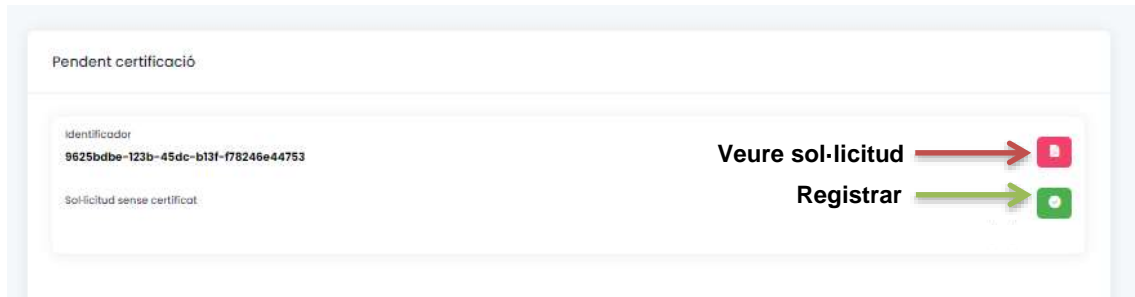 Pendent certificació
Identificador
9625bdbe-123b-45dc-b13f-f78246e44753
Veure sol·licitud
Sol·licitud sense certificat
Registrar